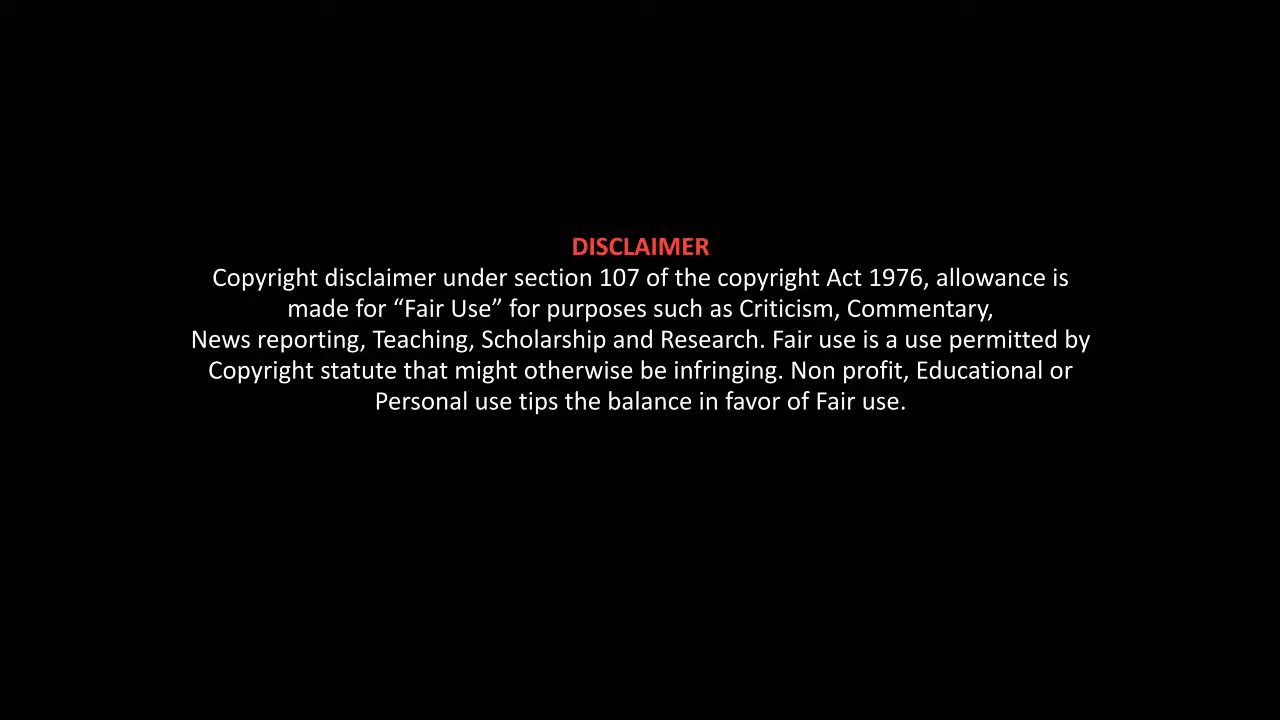 DISCLAIMER
Copyright disclaimer under section 107 of the copyright Act 1976, allowance is
made for “Fair Use” for purposes such as Criticism, Commentary,
News reporting, Teaching, Scholarship and Research. Fair use is a use permitted by
Copyright statute that might otherwise be infringing. Non profit, Educational or
Personal use tips the balance in favor of Fair use.